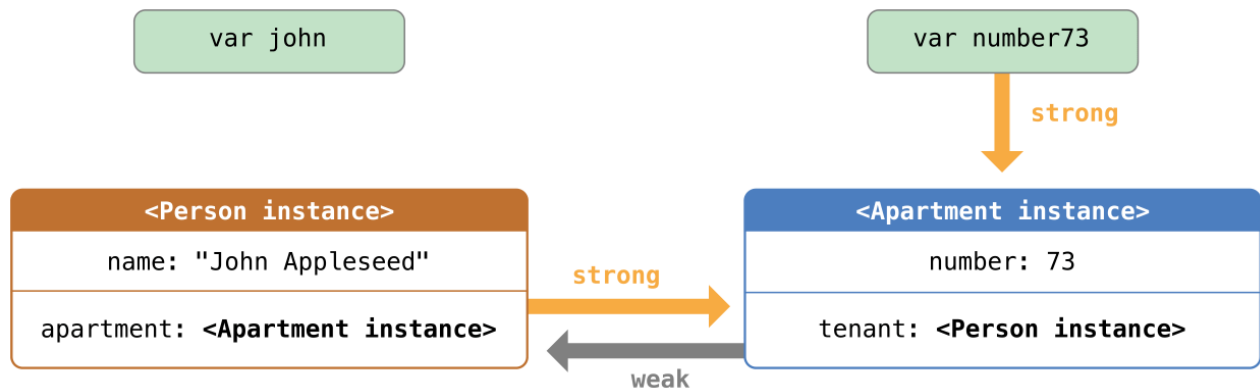 var john
var number73
strong
<Person instance>
name: "John Appleseed"
apartment: <Apartment instance>
strong
weak
<Apartment instance>
number: 73
tenant: <Person instance>